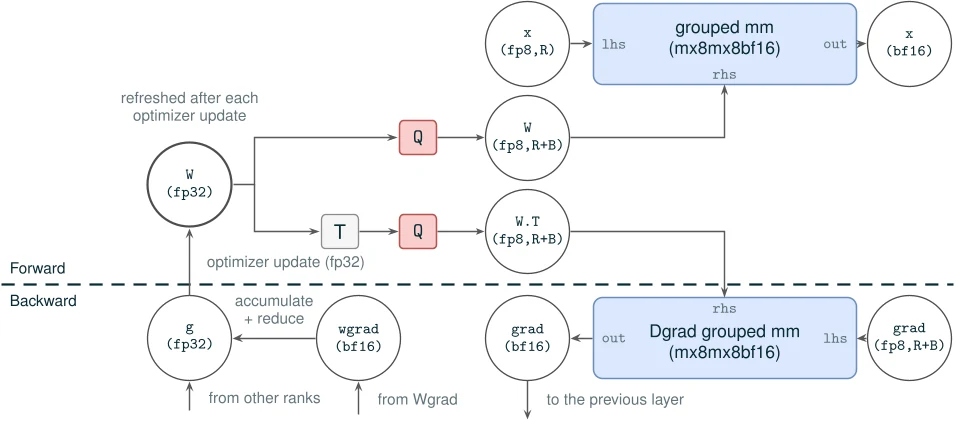 x
(fp8,R)
lhs
grouped mm
(mx8mx8bf16)
out
rhs
x
(bf16)
refreshed after each
optimizer update
W
(fp32)
Q
W
(fp8,R+B)
T
Q
W.T
(fp8,R+B)
optimizer update (fp32)
Forward
Backward
g
(fp32)
accumulate
+ reduce
wgrad
(bf16)
grad
(bf16)
out
rhs
Dgrad grouped mm
(mx8mx8bf16)
lhs
grad
(fp8,R+B)
from other ranks
from Wgrad
to the previous layer